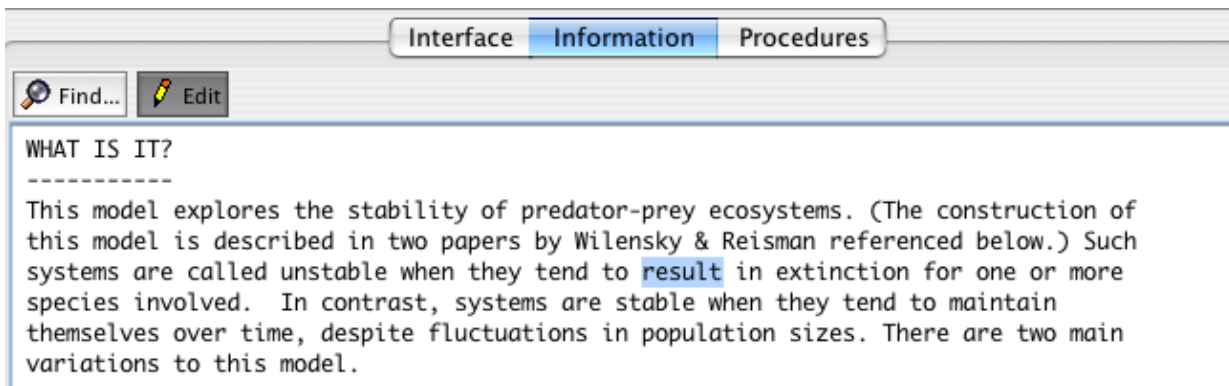 Interface Information Procedures
Find... Edit
WHAT IS IT?
-----------
This model explores the stability of predator-prey ecosystems. (The construction of
this model is described in two papers by Wilensky & Reisman referenced below.) Such
systems are called unstable when they tend to result in extinction for one or more
species involved.  In contrast, systems are stable when they tend to maintain
themselves over time, despite fluctuations in population sizes. There are two main
variations to this model.